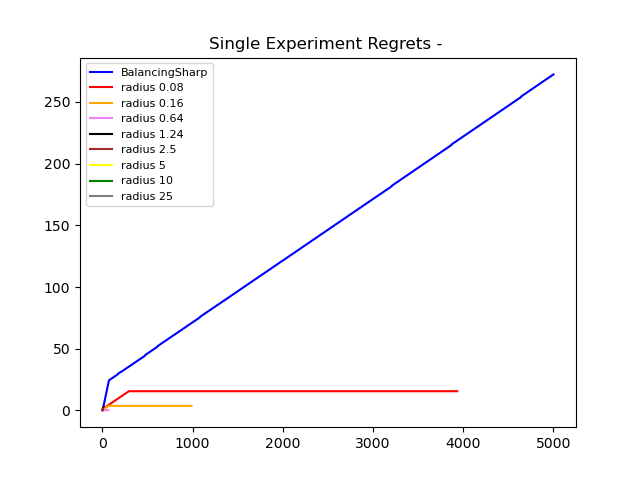 Single Experiment Regrets -
BalancingSharp
radius 0.08
radius 0.16
radius 0.64
radius 1.24
radius 2.5
radius 5
radius 10
radius 25
250
200
150
100
50
0
0 1000 2000 3000 4000 5000